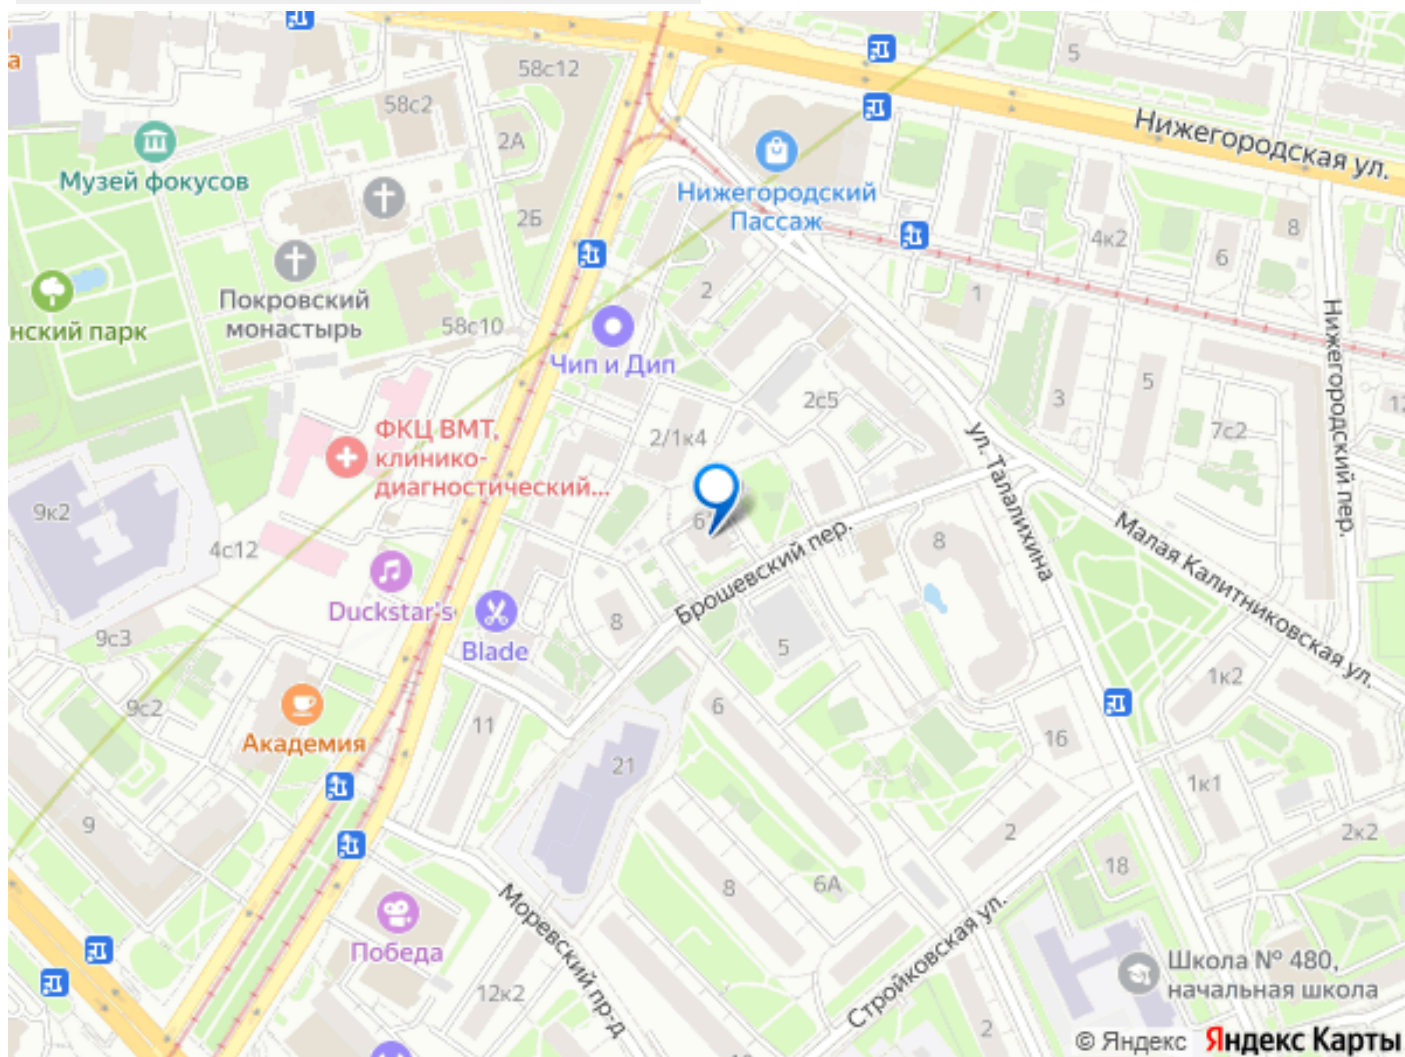 58с12
5
58с2
2А
Нижегородская ул.
Музей фокусов
Нижегородский
Пассаж
2Б
8
4к2
6
Покровский
монастырь
2
1
нский парк
58с10
Нижегородский пер.
Чип и Дип
5
2с5
3
12
ФКЦ ВМТ,
клинико-
диагностический...
2/1к4
7с2
ул. Талалихина
9к2
6
4с12
Брошевский пер.
8
Малая Калитниковская ул.
Duckstar's
8
9с3
Blade
5
1к2
9с2
6
11
16
Академия
21
1к1
9
2
2к2
18
8
6А
Моревский пр-д
Победа
Стройковская ул.
Школа № 480,
начальная школа
12к2
2
© Яндекс Яндекс Карты